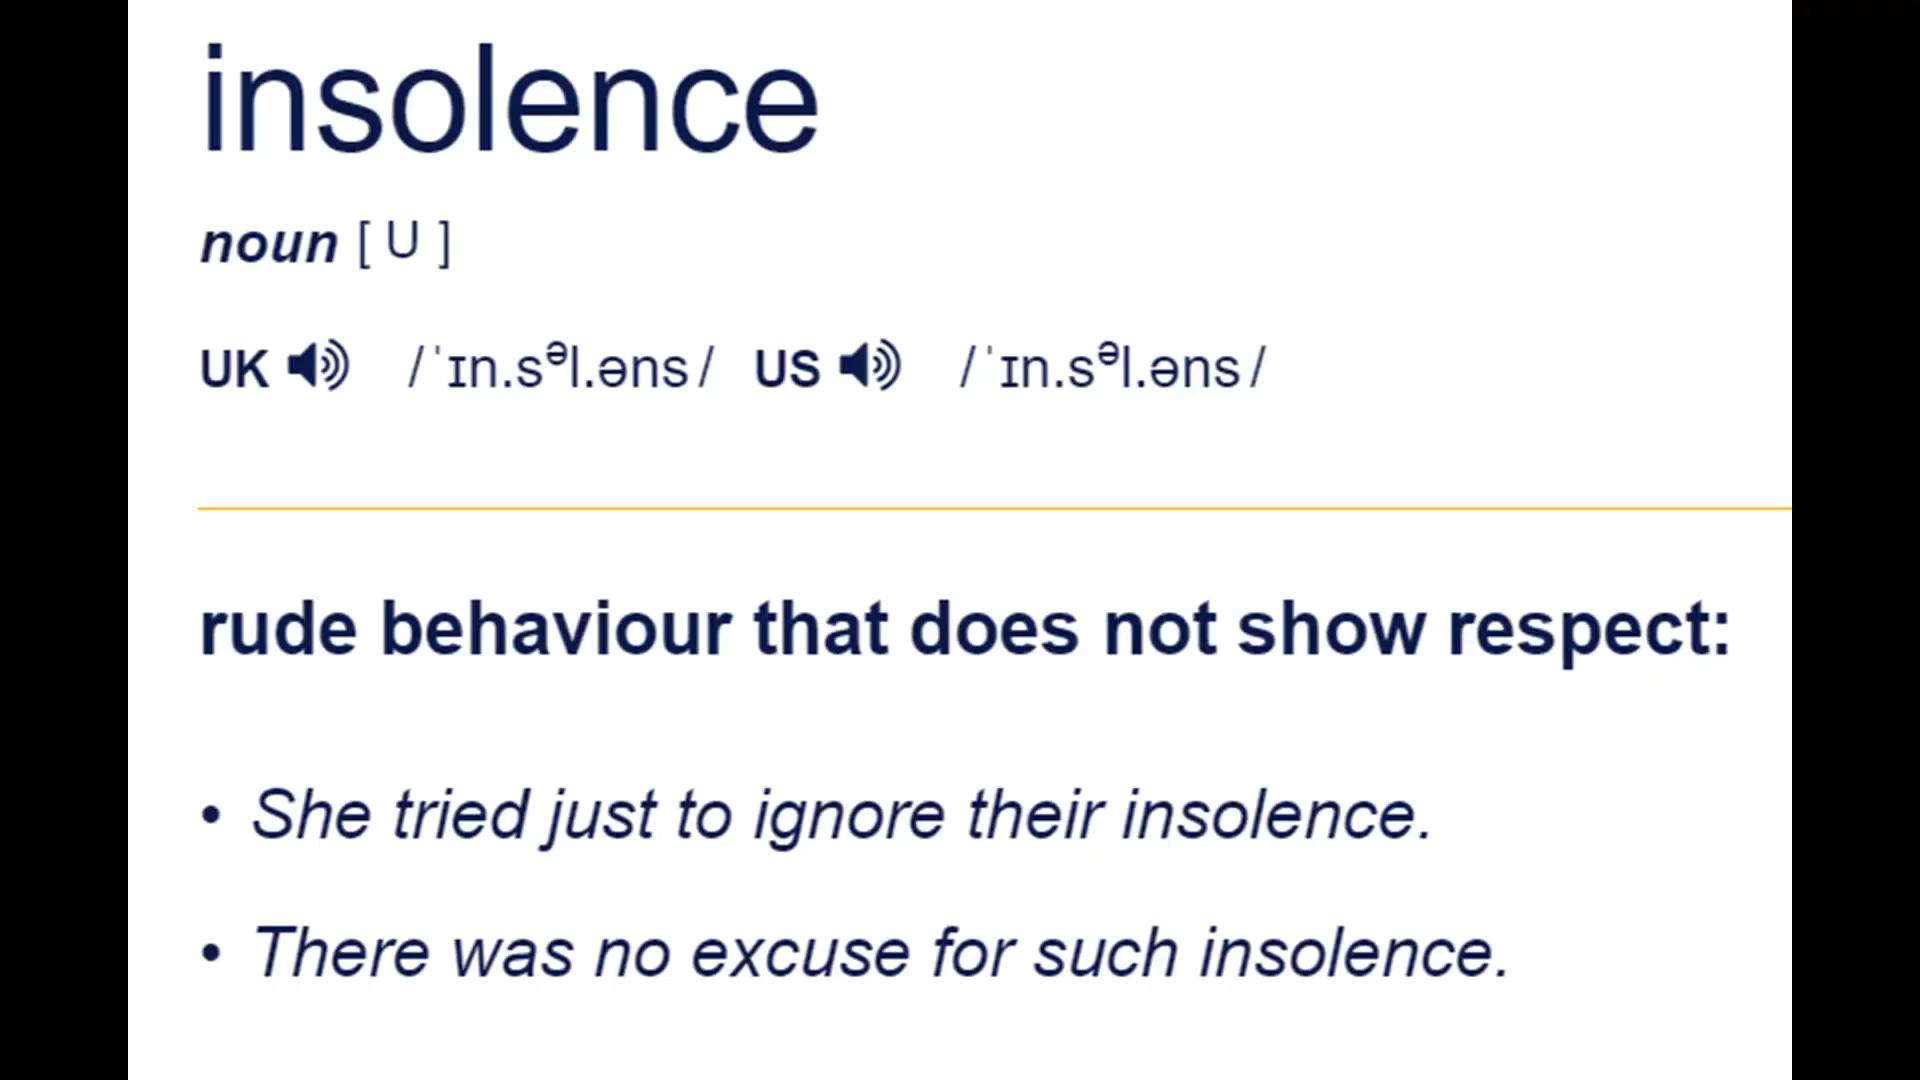 insolence
noun [ U ]
UK /ˈɪn.sᵊl.əns/ US /ˈɪn.sᵊl.əns/
rude behaviour that does not show respect:
• She tried just to ignore their insolence.
• There was no excuse for such insolence.